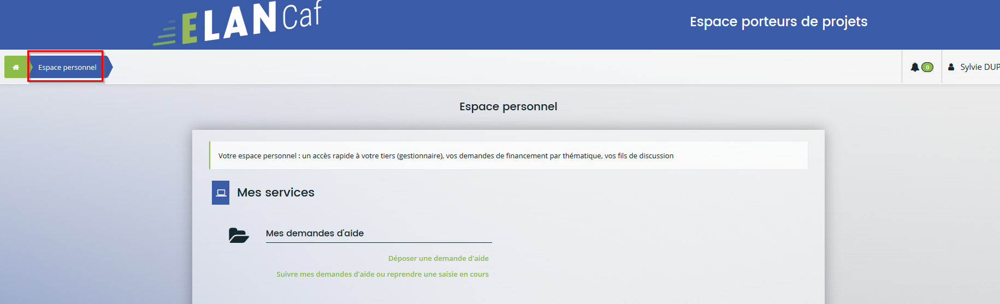 ELAN Caf
Espace porteurs de projets
Espace personnel
0
Sylvie DUP
Espace personnel
Votre espace personnel : un accès rapide à votre tiers (gestionnaire), vos demandes de financement par thématique, vos fils de discussion
Mes services
Mes demandes d'aide
Déposer une demande d'aide
Suivre mes demandes d'aide ou reprendre une saisie en cours